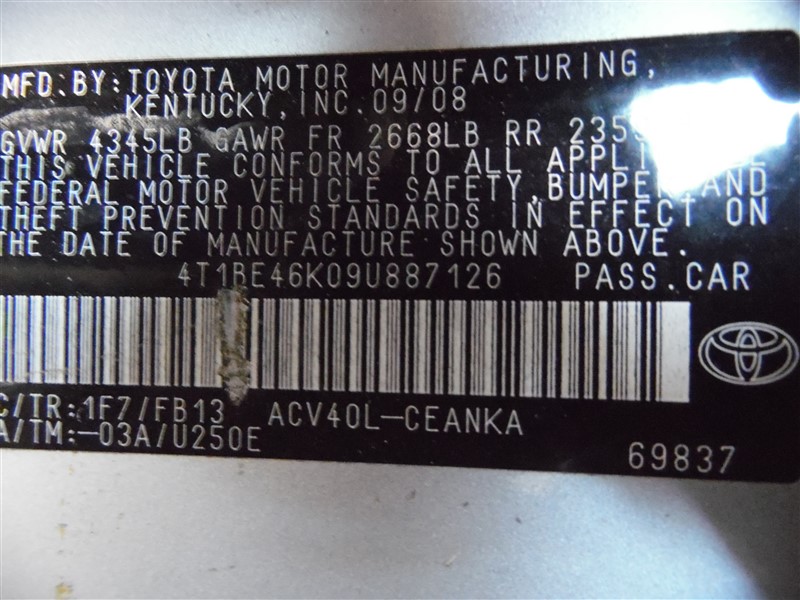 MFD. BY: TOYOTA MOTOR MANUFACTURING,
KENTUCKY, INC. 09/08
GVWR 4345LB GAWR FR 2668LB RR
THIS VEHICLE CONFORMS TO ALL
FEDERAL MOTOR VEHICLE SAFETY, BUMPER, AND
THEFT PREVENTION STANDARDS IN EFFECT ON
THE DATE OF MANUFACTURE SHOWN ABOVE.
4T1BE46K09U887126 PASS. CAR
C/TR: 1F7/FB13 ACV40L-CEANKA
A/TM: -03A/U250E
69837